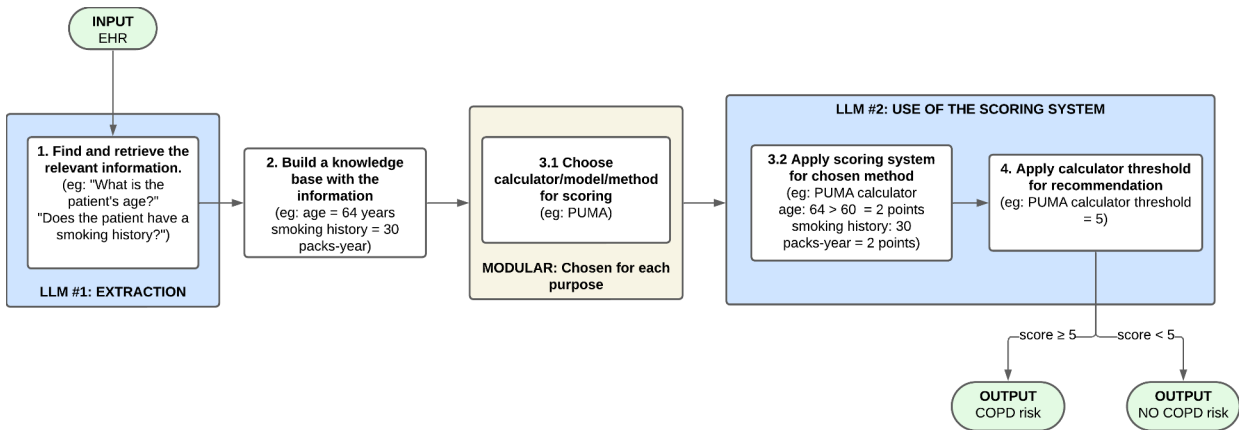 INPUT
EHR
1. Find and retrieve the
relevant information.
(eg: "What is the
patient's age?"
"Does the patient have a
smoking history?")
LLM #1: EXTRACTION
2. Build a knowledge
base with the
information
(eg: age = 64 years
smoking history = 30
packs-year)
3.1 Choose
calculator/model/method
for scoring
(eg: PUMA)
MODULAR: Chosen for each
purpose
LLM #2: USE OF THE SCORING SYSTEM
3.2 Apply scoring system
for chosen method
(eg: PUMA calculator
age: 64 > 60 = 2 points
smoking history: 30
packs-year = 2 points)
4. Apply calculator threshold
for recommendation
(eg: PUMA calculator threshold
= 5)
score ≥ 5
score < 5
OUTPUT
COPD risk
OUTPUT
NO COPD risk